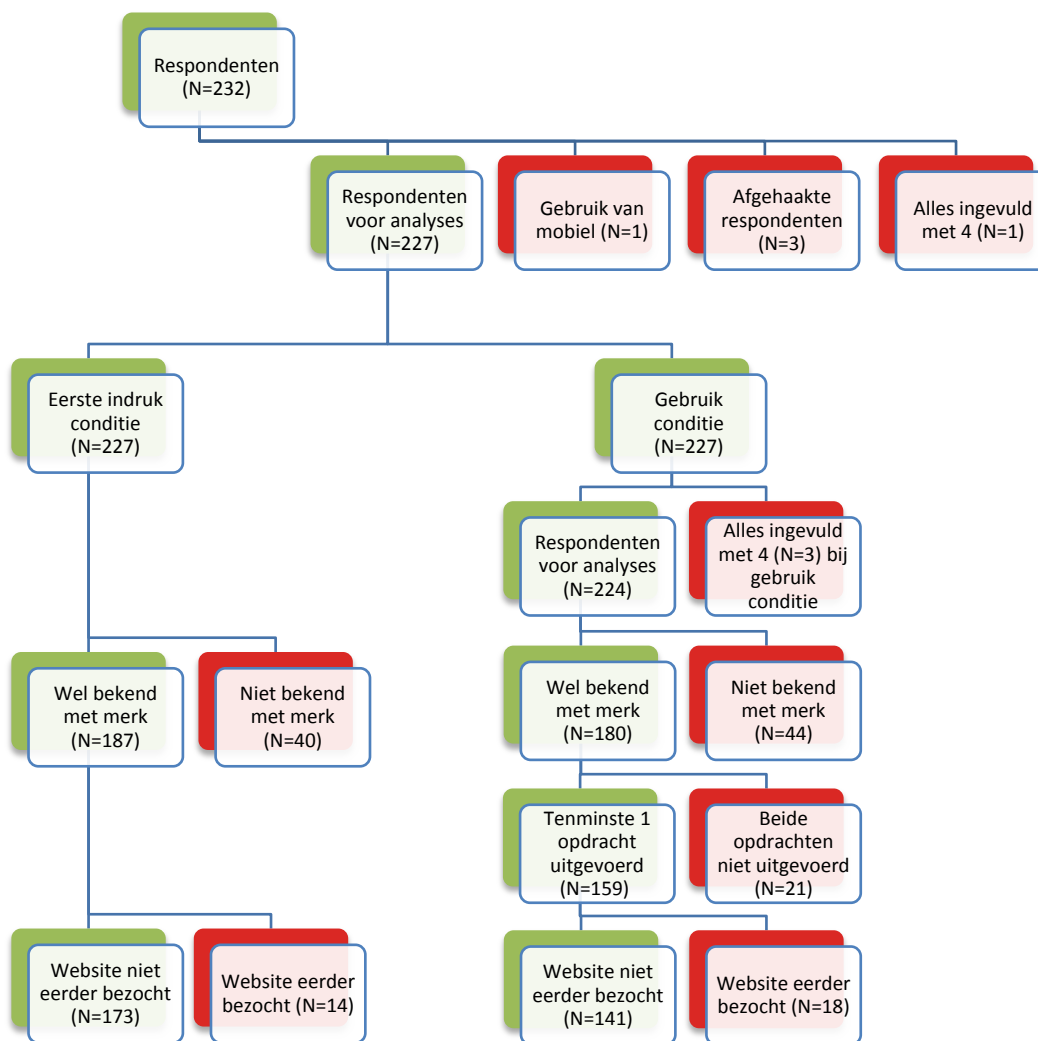 Respondenten
(N=232)
Respondenten
voor analyses
(N=227)
Gebruik van
mobiel (N=1)
Afgehaakte
respondenten
(N=3)
Alles ingevuld
met 4 (N=1)
Eerste indruk
conditie
(N=227)
Gebruik
conditie
(N=227)
Respondenten
voor analyses
(N=224)
Alles ingevuld
met 4 (N=3) bij
gebruik
conditie
Wel bekend
met merk
(N=187)
Niet bekend
met merk
(N=40)
Wel bekend
met merk
(N=180)
Niet bekend
met merk
(N=44)
Tenminste 1
opdracht
uitgevoerd
(N=159)
Beide
opdrachten
niet uitgevoerd
(N=21)
Website niet
eerder bezocht
(N=173)
Website eerder
bezocht (N=14)
Website niet
eerder bezocht
(N=141)
Website eerder
bezocht (N=18)